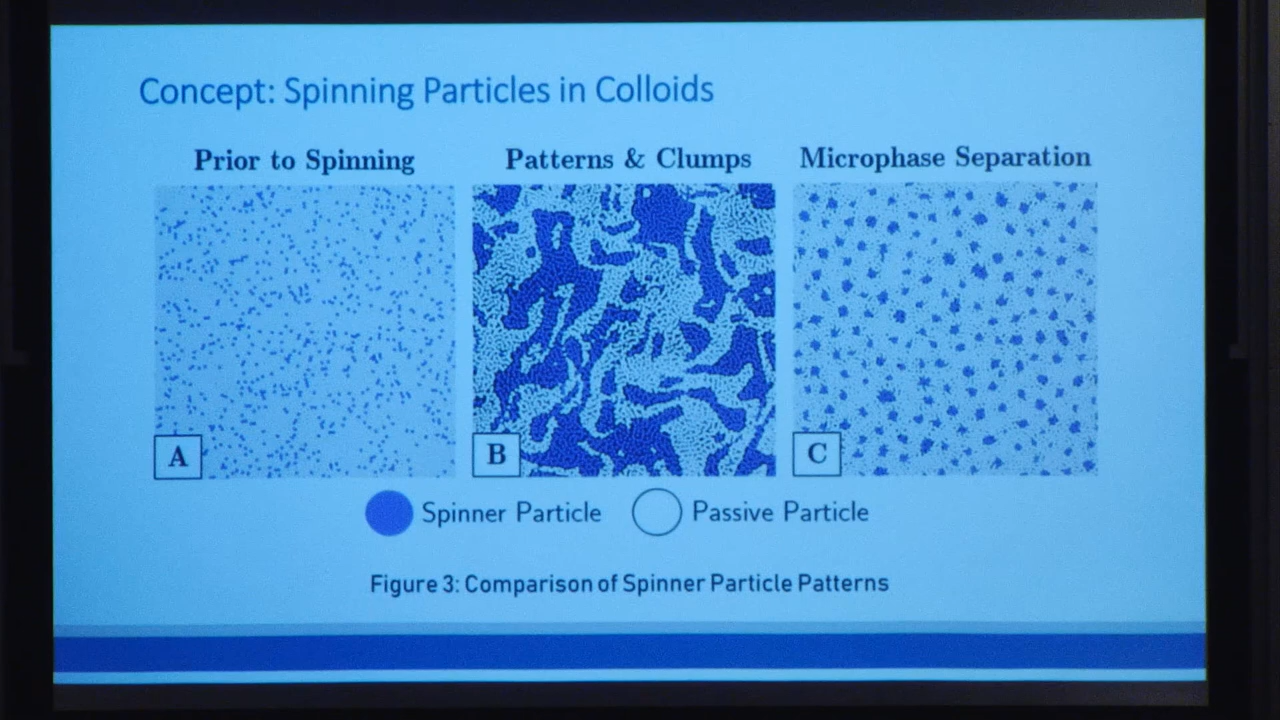 Concept: Spinning Particles in Colloids
Prior to Spinning
Patterns & Clumps
Microphase Separation
A
B
C
Spinner Particle
Passive Particle
Figure 3: Comparison of Spinner Particle Patterns